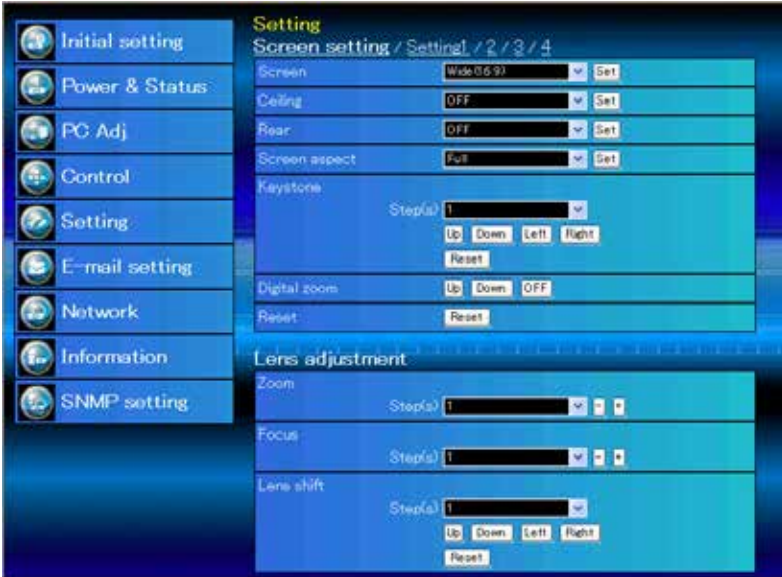 Initial setting
Power & Status
PC Adj.
Control
Setting
E-mail setting
Network
Information
SNMP setting
Setting
Screen setting / Setting1 / 2 / 3 / 4
Screen Wide(16:9) Set
Ceiling OFF Set
Rear OFF Set
Screen aspect Full Set
Keystone
Step(s) 1
Up Down Left Right
Reset
Digital zoom Up Down OFF
Reset Reset
Lens adjustment
Zoom
Step(s) 1 - +
Focus
Step(s) 1 - +
Lens shift
Step(s) 1
Up Down Left Right
Reset